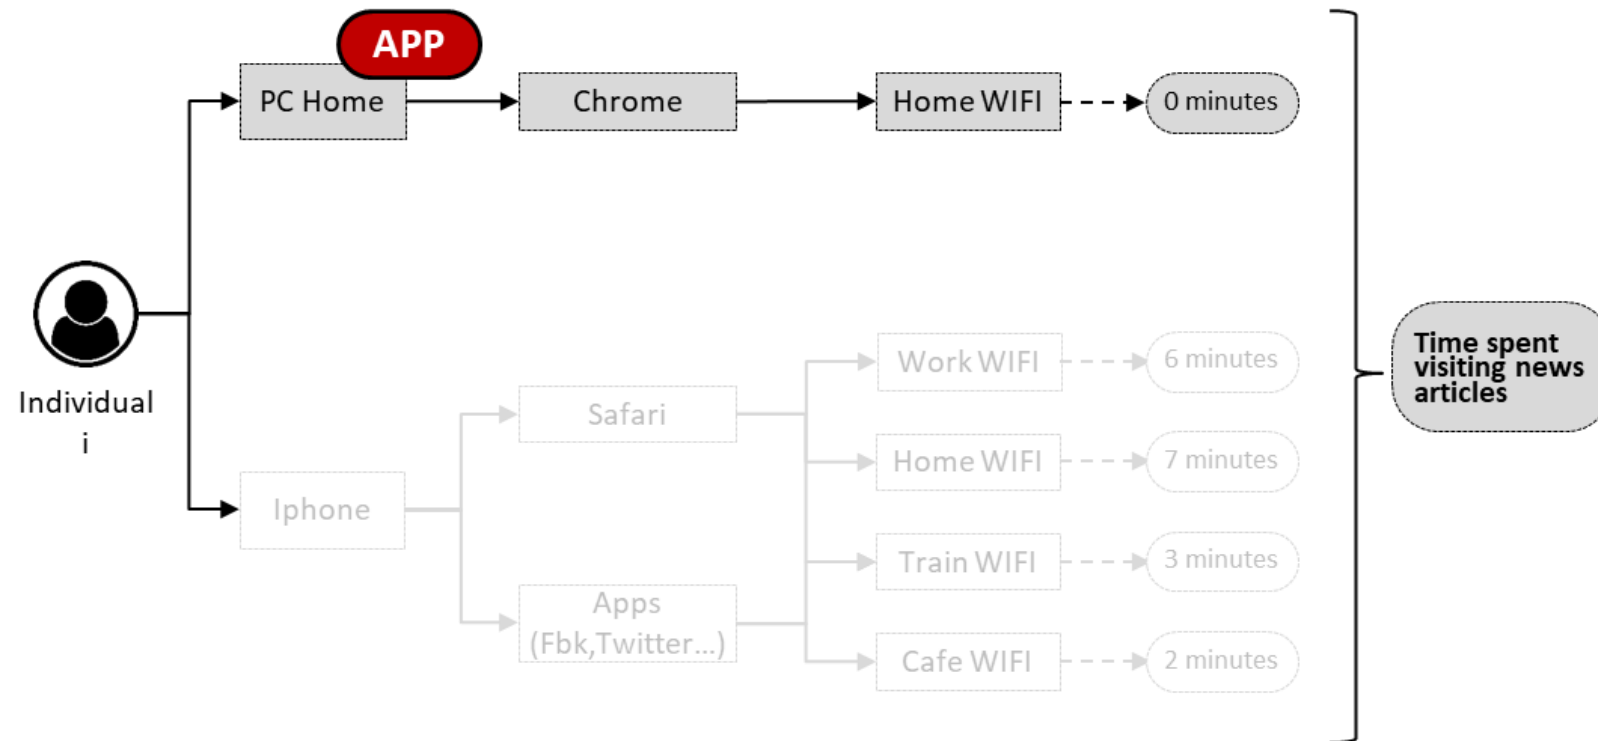 APP
PC Home
Chrome
Home WIFI
0 minutes
Individual
i
Iphone
Safari
Apps
(Fbk,Twitter...)
Work WIFI
6 minutes
Home WIFI
7 minutes
Train WIFI
3 minutes
Cafe WIFI
2 minutes
Time spent
visiting news
articles